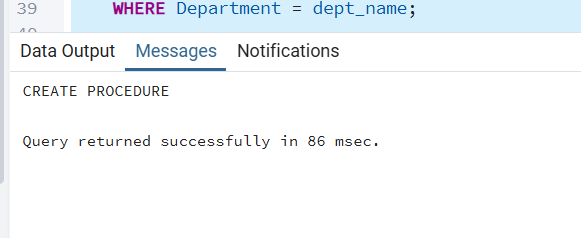 39 WHERE Department = dept_name;
Data Output Messages Notifications
CREATE PROCEDURE
Query returned successfully in 86 msec.